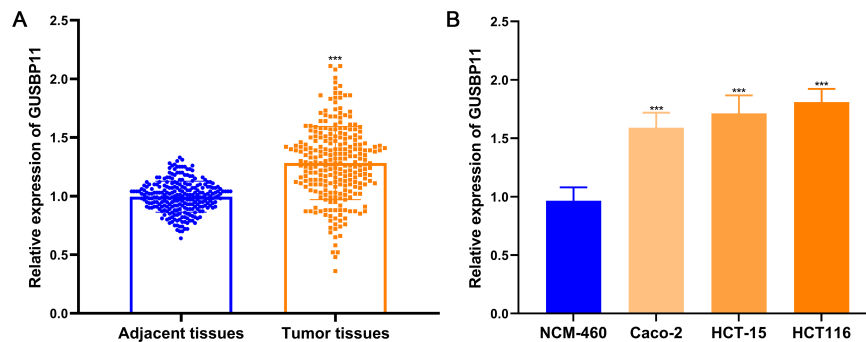 A
Relative expression of GUSBP11
2.5
2.0
1.5
1.0
0.5
0.0
***
Adjacent tissues
Tumor tissues
B
Relative expression of GUSBP11
2.5
2.0
1.5
1.0
0.5
0.0
***
***
***
NCM-460
Caco-2
HCT-15
HCT116